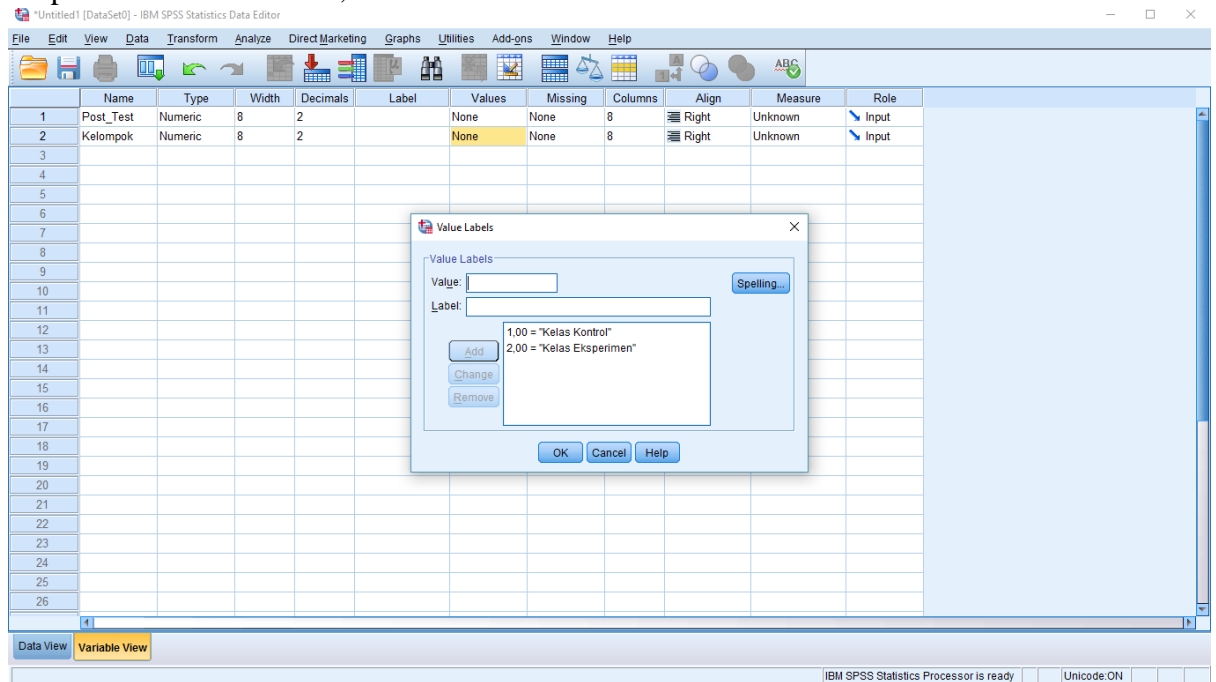 *Untitled1 [DataSet0] - IBM SPSS Statistics Data Editor
File Edit View Data Transform Analyze Direct Marketing Graphs Utilities Add-ons Window Help
Name Type Width Decimals Label Values Missing Columns Align Measure Role
1 Post_Test Numeric 8 2 None None 8 Right Unknown Input
2 Kelompok Numeric 8 2 None None 8 Right Unknown Input
3
4
5
6
7
8
9
10
11
12
13
14
15
16
17
18
19
20
21
22
23
24
25
26
Value Labels
Value Labels
Value:
Spelling...
Label:
1,00 = "Kelas Kontrol"
2,00 = "Kelas Eksperimen"
Add
Change
Remove
OK Cancel Help
Data View Variable View
IBM SPSS Statistics Processor is ready Unicode:ON